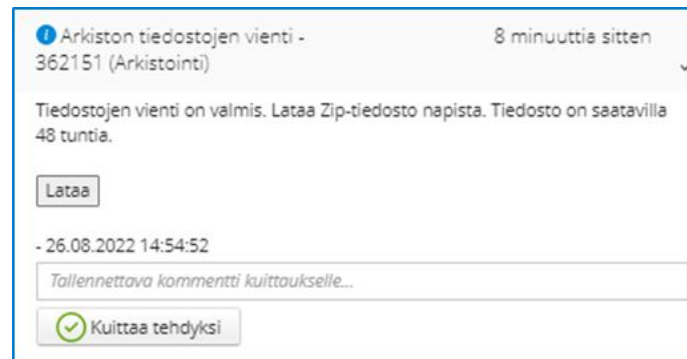 Arkiston tiedostojen vienti - 8 minuuttia sitten
362151 (Arkistointi)
Tiedostojen vienti on valmis. Lataa Zip-tiedosto napista. Tiedosto on saatavilla
48 tuntia.
Lataa
- 26.08.2022 14:54:52
Tallennettava kommentti kuittaukselle...
Kuittaa tehdyksi